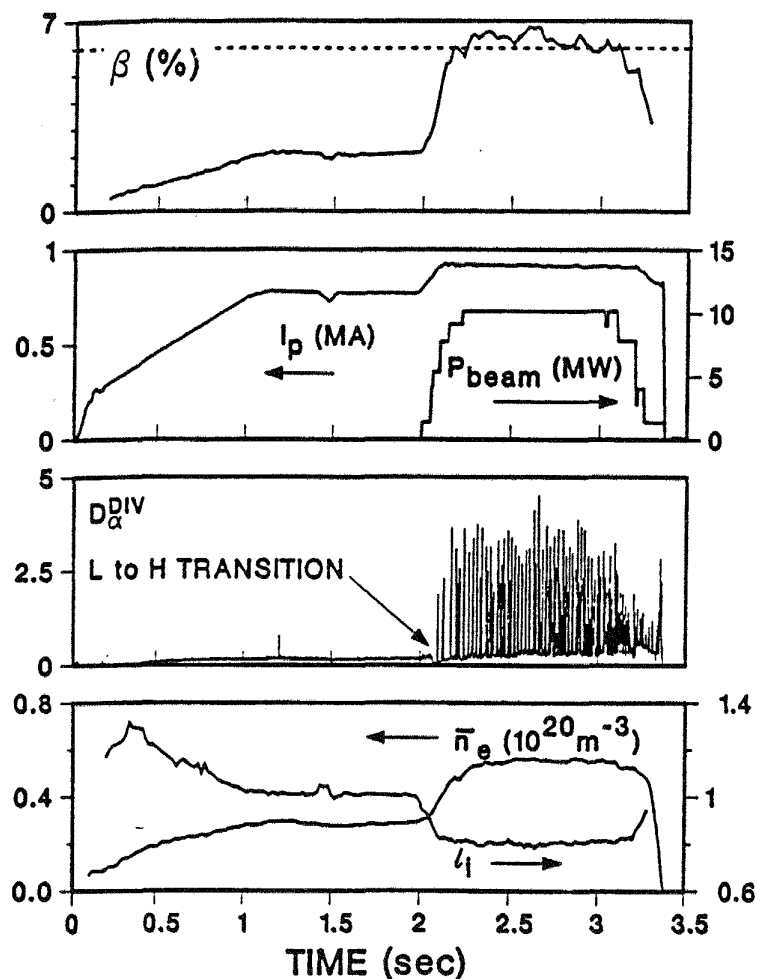 7
β (%)
0
1
15
I_p (MA)
10
0.5
P_beam (MW)
5
0
0
5
D_α^DIV
2.5
L to H TRANSITION
0
0.8
1.4
n̄_e (10^20 m^-3)
0.4
1
l_i
0.0
0.6
0 0.5 1 1.5 2 2.5 3 3.5
TIME (sec)